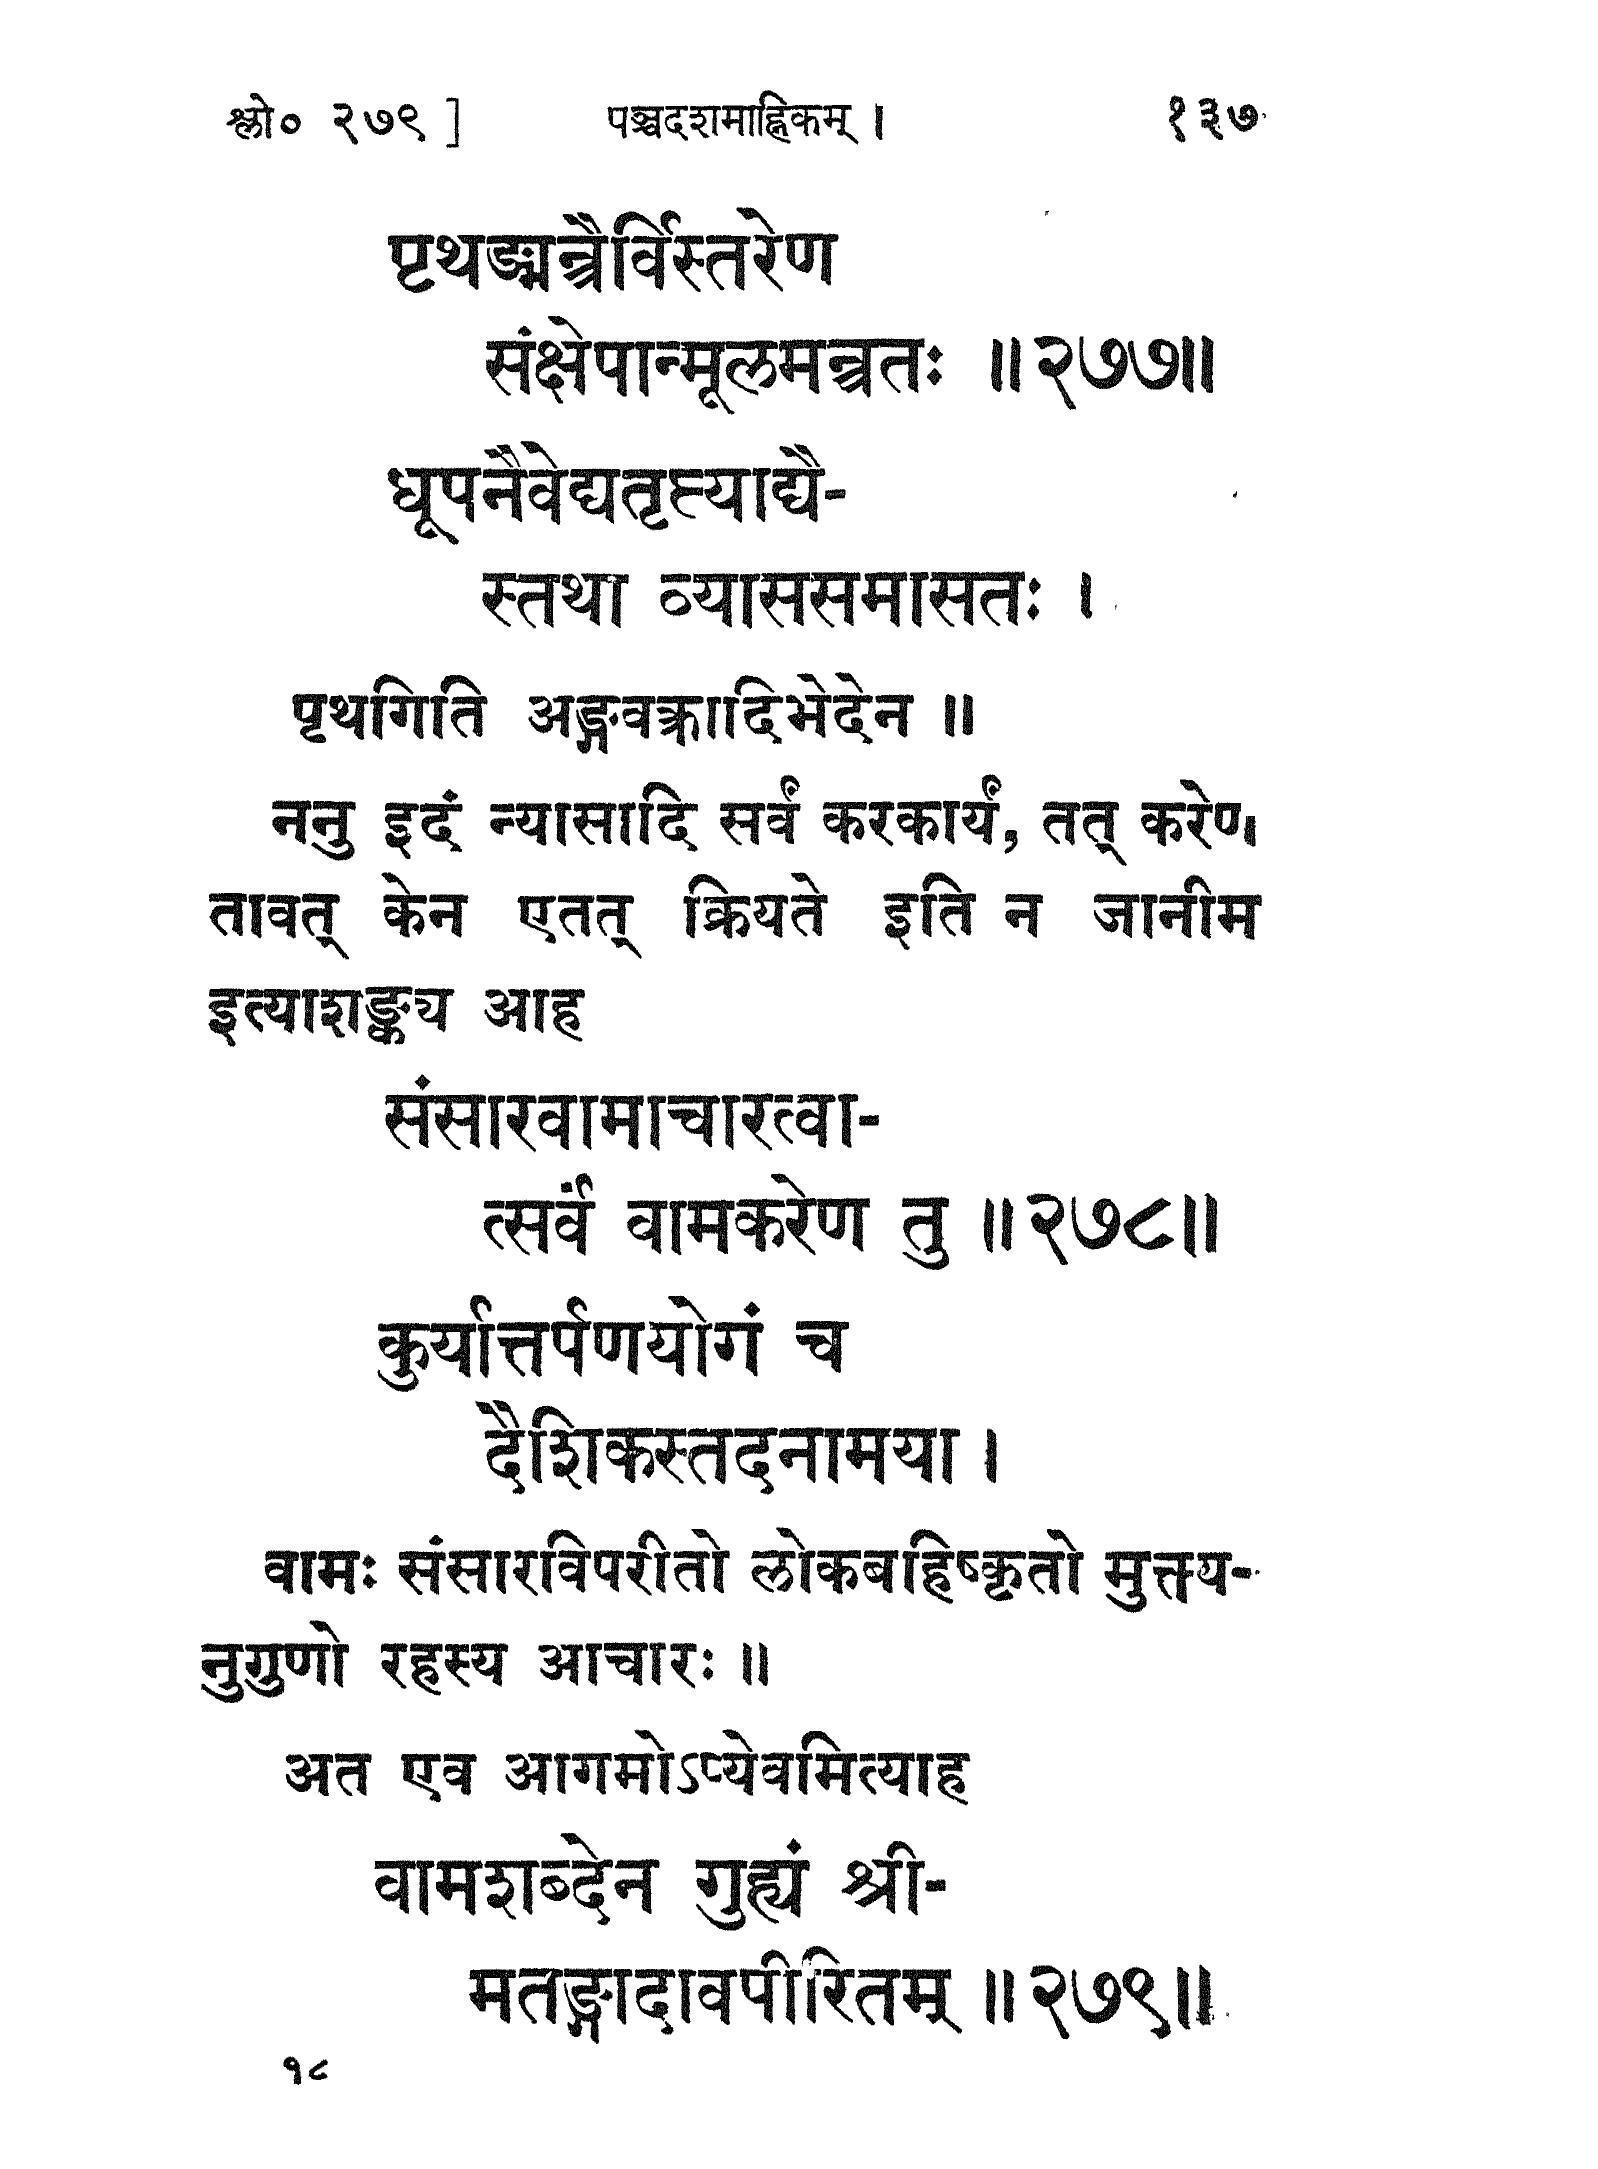 श्लो० २७९ ] पञ्चदशमाह्निकम् । १३७
पृथङ्मन्त्रैर्विस्तरेण
संक्षेपान्मूलमन्त्रतः ॥२७७॥
धूपनैवेद्यतृप्त्याद्यै-
स्तथा व्याससमासतः ।
पृथगिति अङ्गवक्त्रादिभेदेन ॥
ननु इदं न्यासादि सर्वं करकार्यं, तत् करेण
तावत् केन एतत् क्रियते इति न जानीम
इत्याशङ्क्य आह
संसारवामाचारत्वा-
त्सर्वं वामकरेण तु ॥२७८॥
कुर्यात्तर्पणयोगं च
दैशिकस्तदनामया ।
वामः संसारविपरीतो लोकबहिष्कृतो मुक्त्य-
नुगुणो रहस्य आचारः ॥
अत एव आगमोऽप्येवमित्याह
वामशब्देन गुह्यं श्री-
मतङ्गादावपीरितम् ॥२७९॥
१८